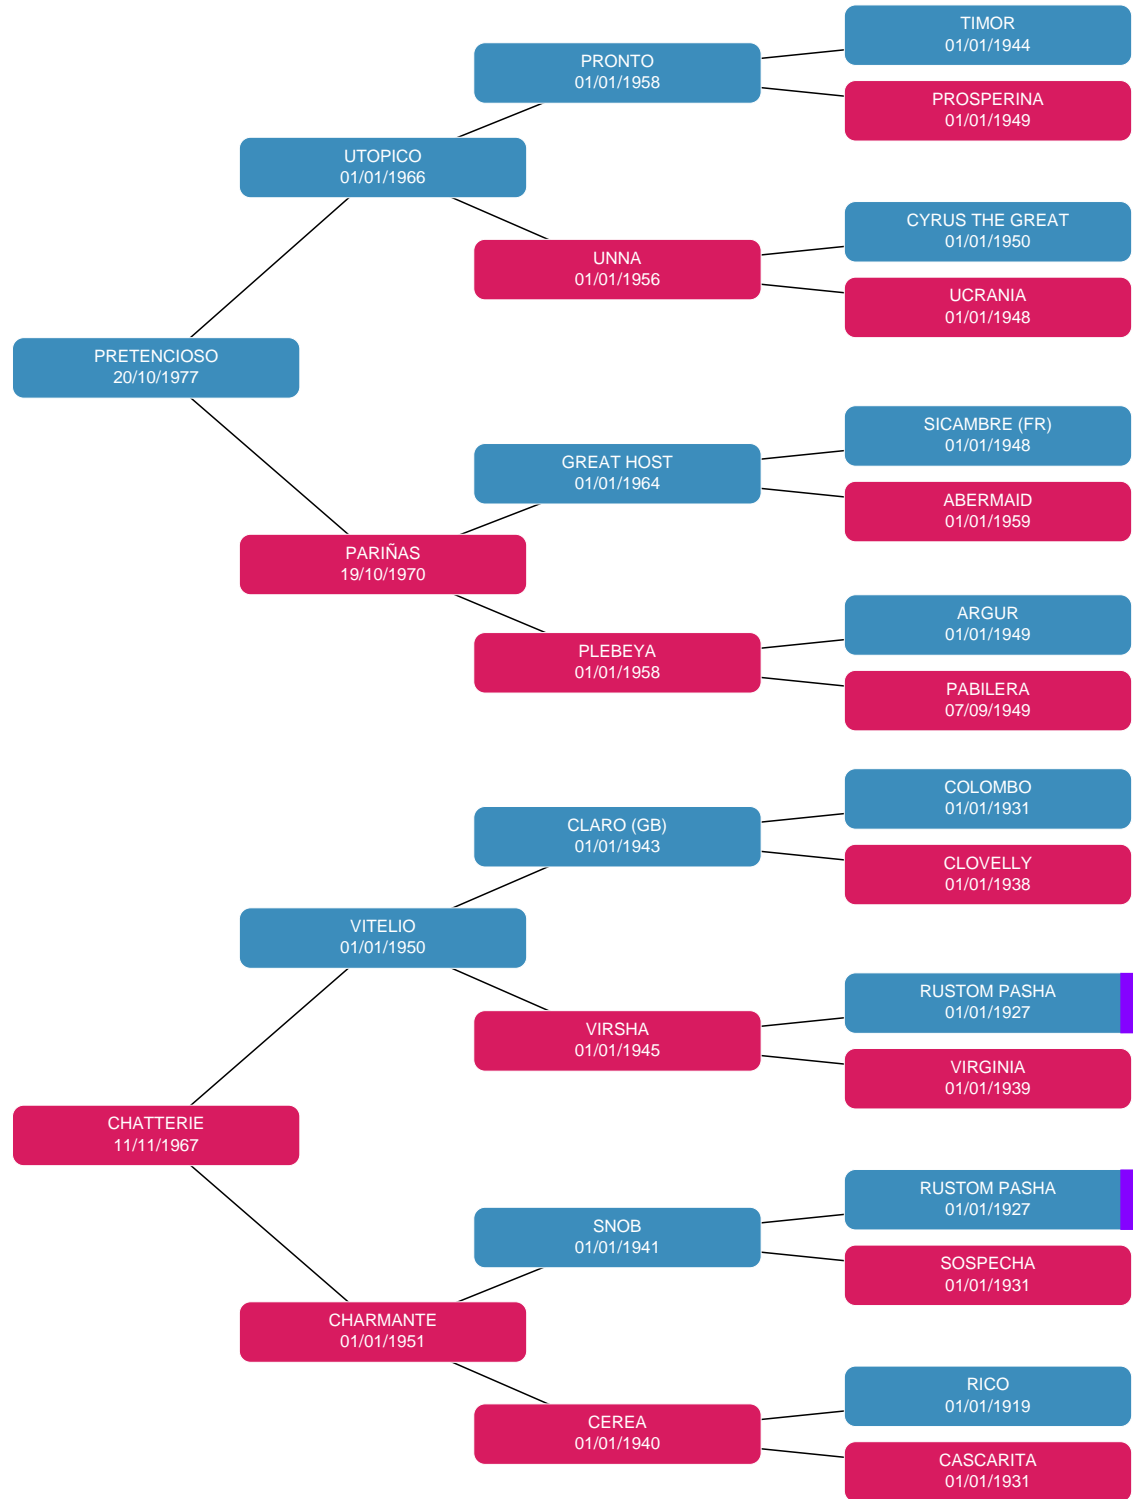 TIMOR
01/01/1944
PRONTO
01/01/1958
PROSPERINA
01/01/1949
UTOPICO
01/01/1966
CYRUS THE GREAT
01/01/1950
UNNA
01/01/1956
UCRANIA
01/01/1948
PRETENCIOSO
20/10/1977
SICAMBRE (FR)
01/01/1948
GREAT HOST
01/01/1964
ABERMAID
01/01/1959
PARIÑAS
19/10/1970
ARGUR
01/01/1949
PLEBEYA
01/01/1958
PABILERA
07/09/1949
COLOMBO
01/01/1931
CLARO (GB)
01/01/1943
CLOVELLY
01/01/1938
VITELIO
01/01/1950
RUSTOM PASHA
01/01/1927
VIRSHA
01/01/1945
VIRGINIA
01/01/1939
CHATTERIE
11/11/1967
RUSTOM PASHA
01/01/1927
SNOB
01/01/1941
SOSPECHA
01/01/1931
CHARMANTE
01/01/1951
RICO
01/01/1919
CEREA
01/01/1940
CASCARITA
01/01/1931